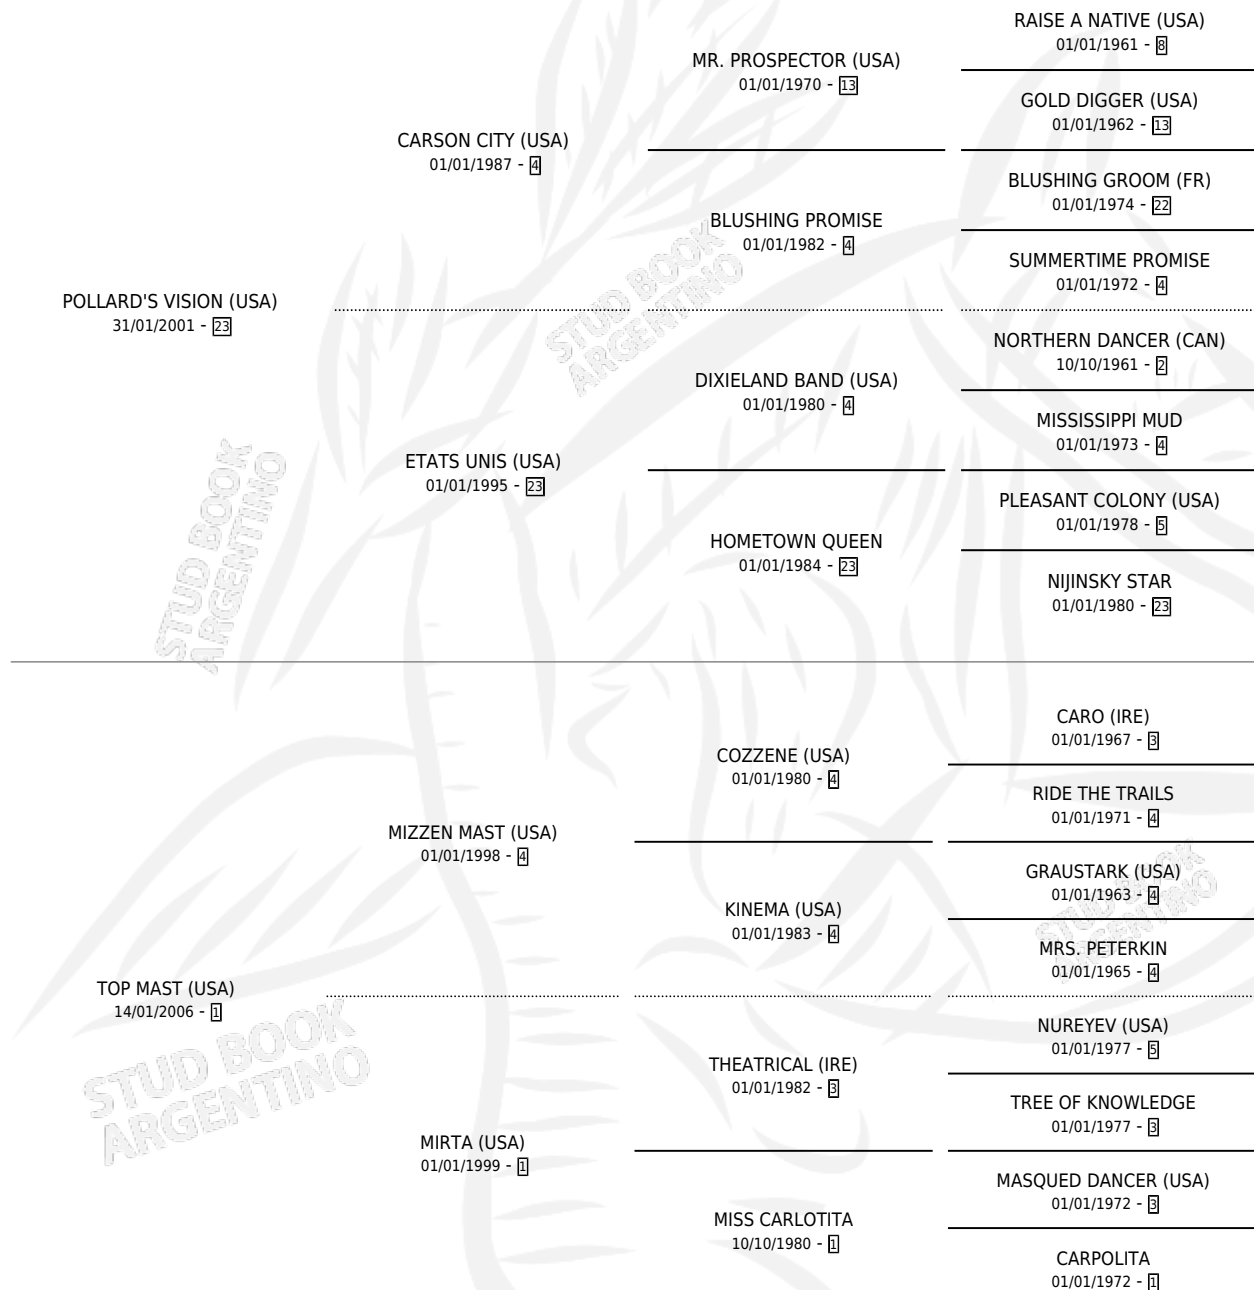 RAISE A NATIVE (USA)
01/01/1961 - 8
MR. PROSPECTOR (USA)
01/01/1970 - 13
GOLD DIGGER (USA)
01/01/1962 - 13
CARSON CITY (USA)
01/01/1987 - 4
BLUSHING GROOM (FR)
01/01/1974 - 22
BLUSHING PROMISE
01/01/1982 - 4
SUMMERTIME PROMISE
01/01/1972 - 4
POLLARD'S VISION (USA)
31/01/2001 - 23
STUD BOOK
ARGENTINO
NORTHERN DANCER (CAN)
10/10/1961 - 2
DIXIELAND BAND (USA)
01/01/1980 - 4
MISSISSIPPI MUD
01/01/1973 - 4
ETATS UNIS (USA)
01/01/1995 - 23
PLEASANT COLONY (USA)
01/01/1978 - 5
HOMETOWN QUEEN
01/01/1984 - 23
NIJINSKY STAR
01/01/1980 - 23
STUD BOOK
ARGENTINO
CARO (IRE)
01/01/1967 - 3
COZZENE (USA)
01/01/1980 - 4
RIDE THE TRAILS
01/01/1971 - 4
MIZZEN MAST (USA)
01/01/1998 - 4
GRAUSTARK (USA)
01/01/1963 - 4
KINEMA (USA)
01/01/1983 - 4
STUD BOOK
ARGENTINO
MRS. PETERKIN
01/01/1965 - 4
TOP MAST (USA)
14/01/2006 - 1
NUREYEV (USA)
01/01/1977 - 5
THEATRICAL (IRE)
01/01/1982 - 3
STUD BOOK
ARGENTINO
TREE OF KNOWLEDGE
01/01/1977 - 3
MIRTA (USA)
01/01/1999 - 1
MASQUED DANCER (USA)
01/01/1972 - 3
MISS CARLOTITA
10/10/1980 - 1
CARPOLITA
01/01/1972 - 1